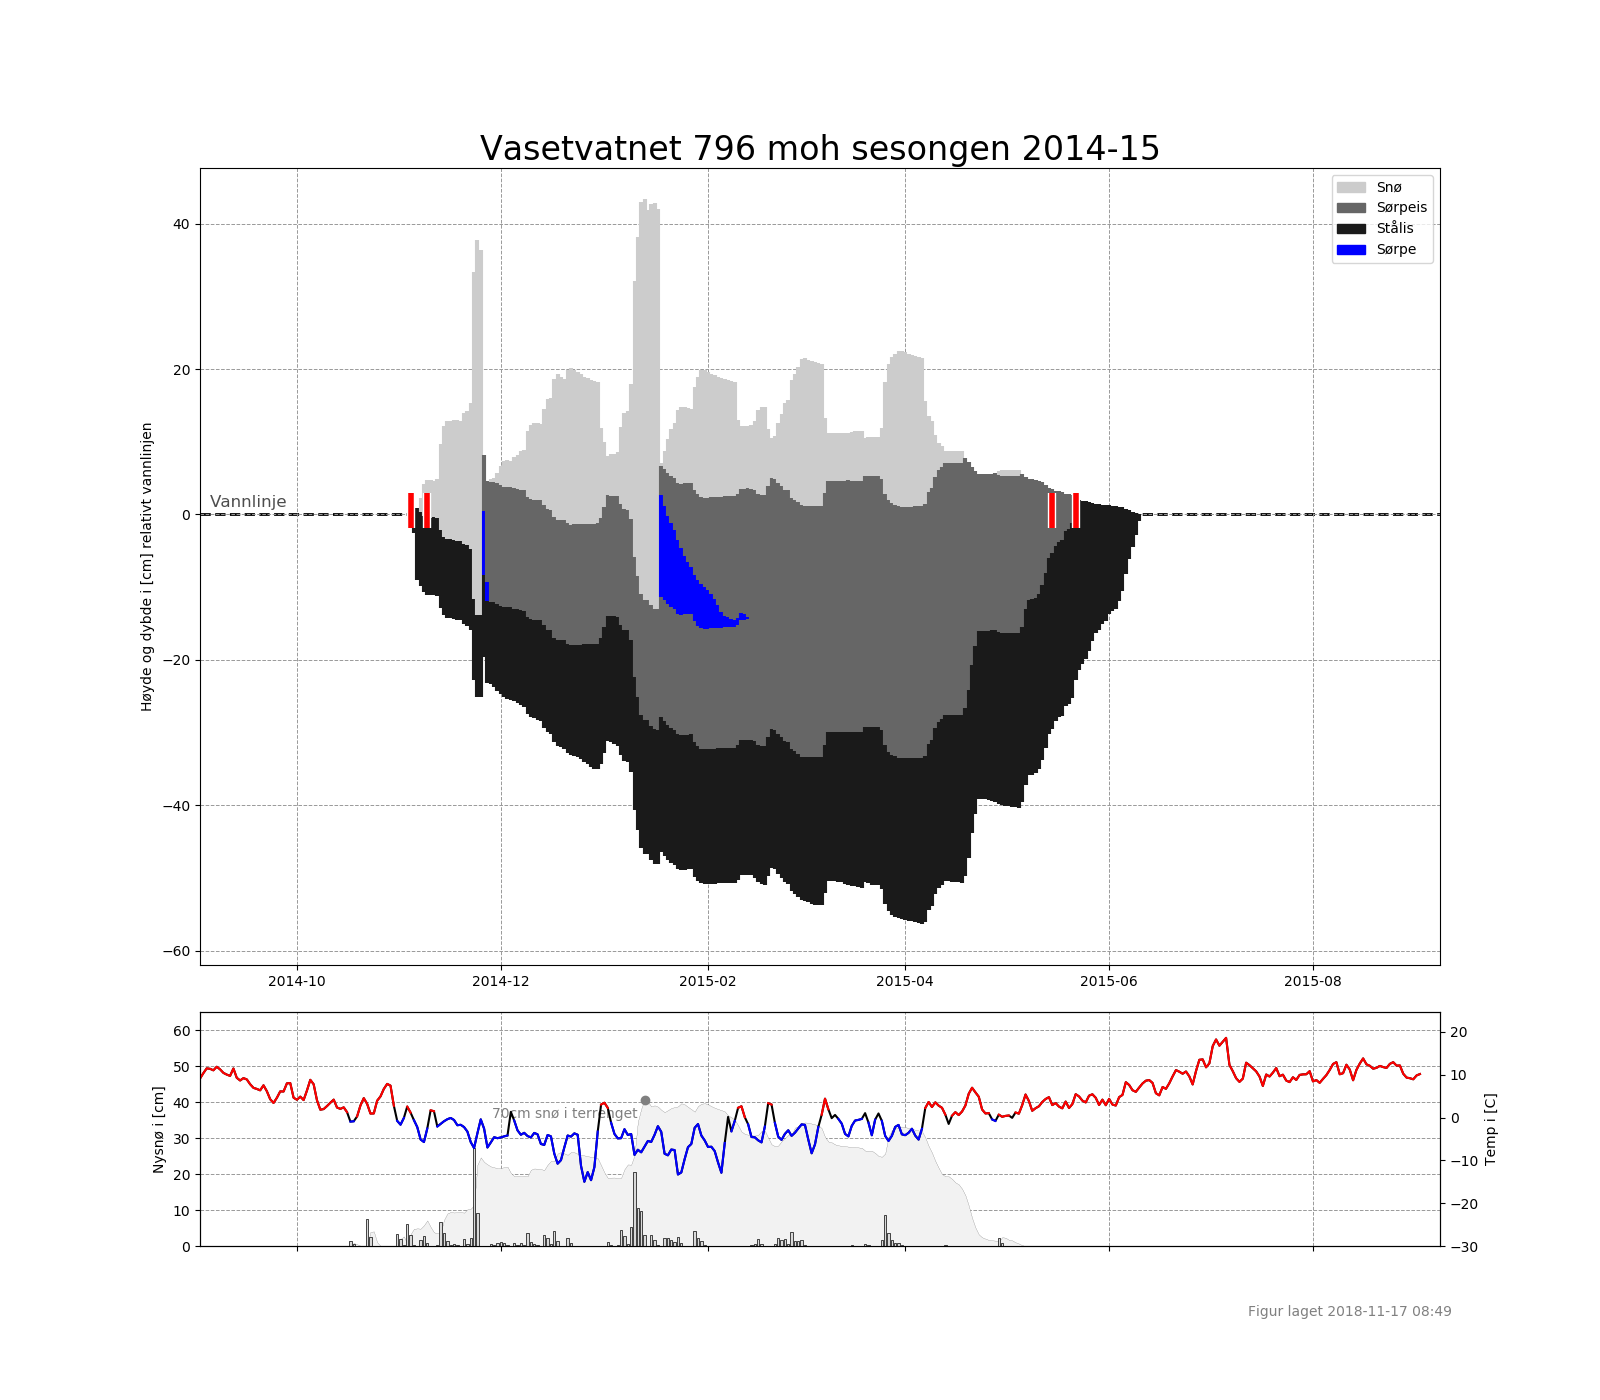 Vasetvatnet 796 moh sesongen 2014-15
Høyde og dybde i [cm] relativt vannlinjen
40
20
0
−20
−40
−60
Vannlinje
Snø
Sørpeis
Stålis
Sørpe
2014-10 2014-12 2015-02 2015-04 2015-06 2015-08
Nysnø i [cm]
60
50
40
30
20
10
0
70 cm snø i terrenget
20
10
0
−10
−20
−30
Temp i [C]
Figur laget 2018-11-17 08:49